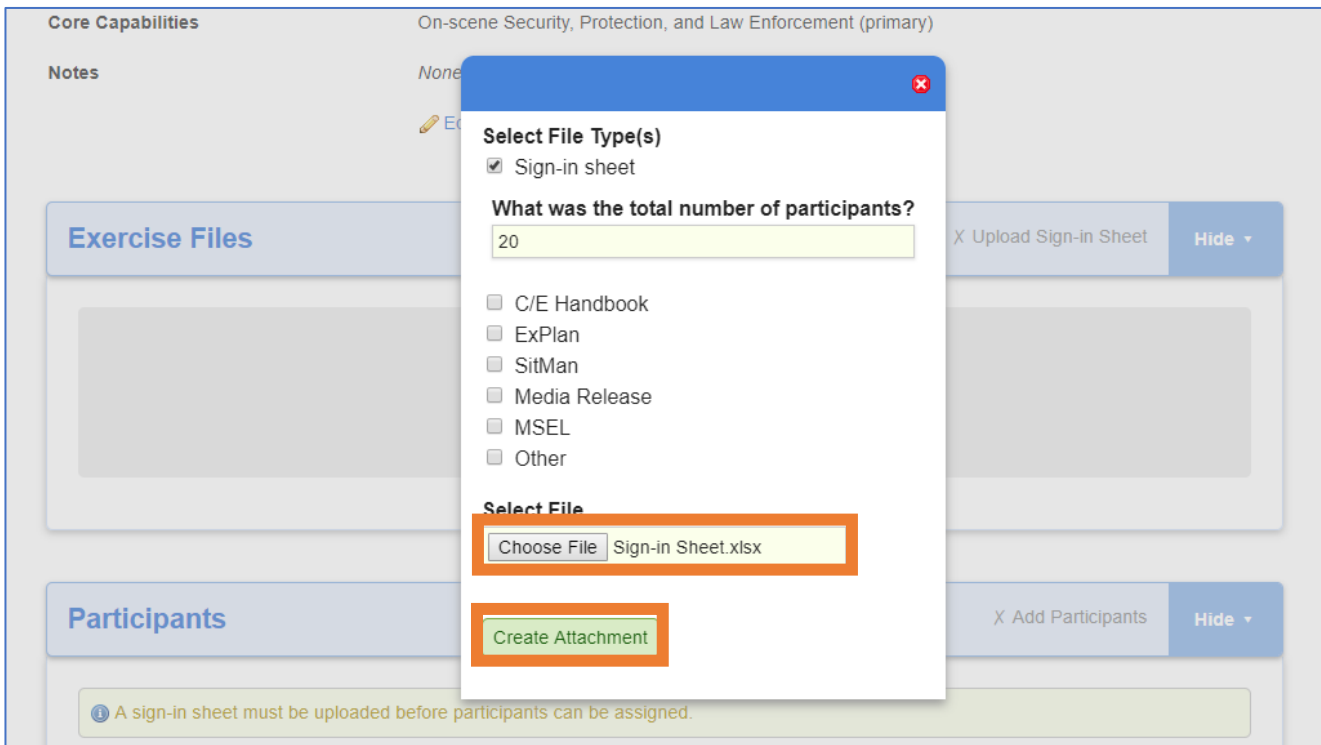 Core Capabilities On-scene Security, Protection, and Law Enforcement (primary)
Notes None
Select File Type(s)
Sign-in sheet
What was the total number of participants?
20
Exercise Files X Upload Sign-in Sheet Hide
C/E Handbook
ExPlan
SitMan
Media Release
MSEL
Other
Select File
Choose File Sign-in Sheet.xlsx
Participants X Add Participants Hide
Create Attachment
A sign-in sheet must be uploaded before participants can be assigned.